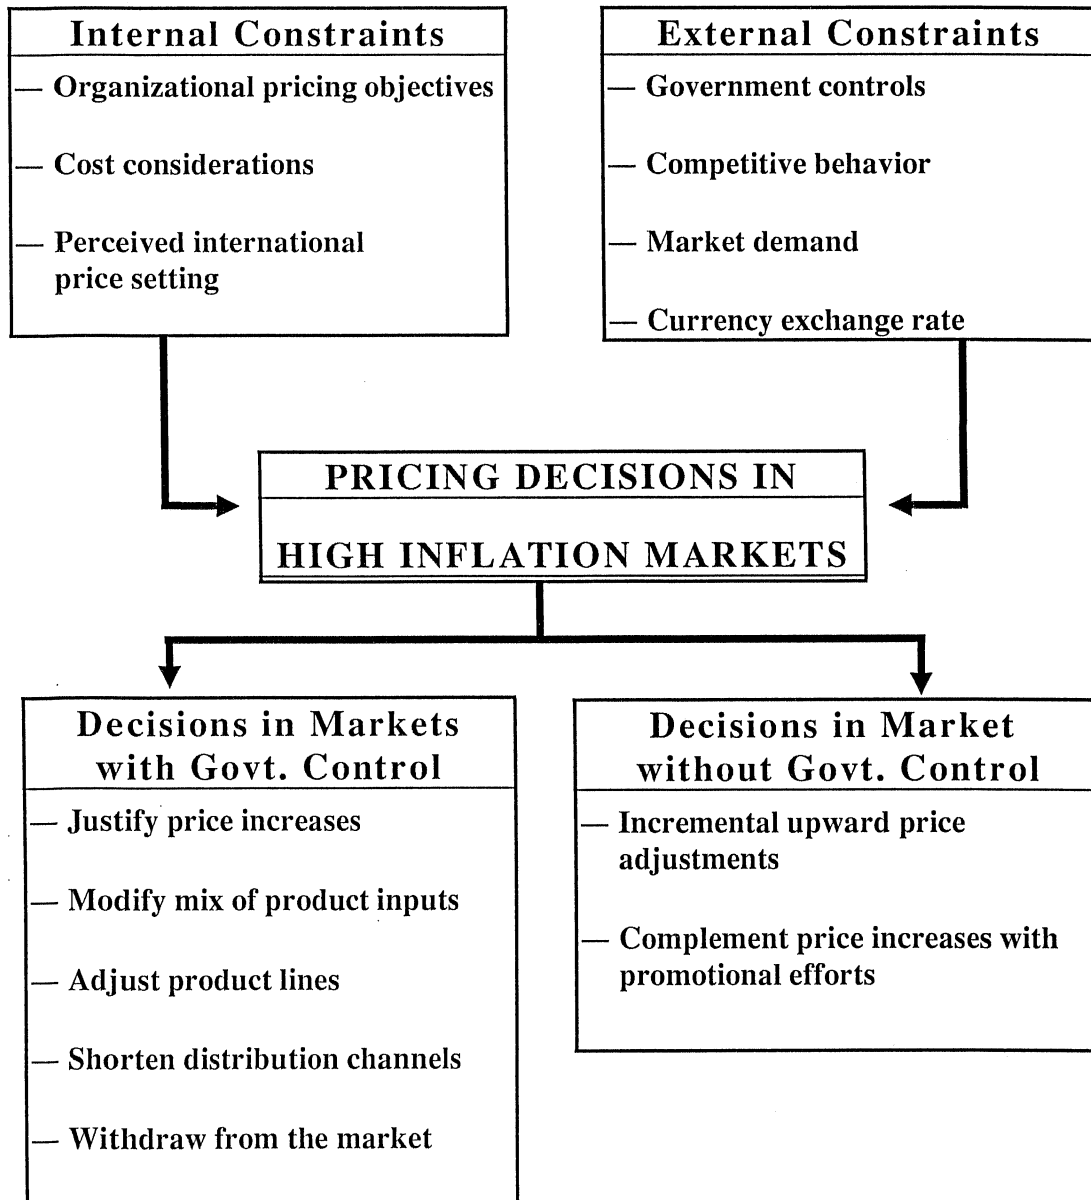 Internal Constraints
— Organizational pricing objectives
— Cost considerations
— Perceived international
price setting
External Constraints
— Government controls
— Competitive behavior
— Market demand
— Currency exchange rate
PRICING DECISIONS IN
HIGH INFLATION MARKETS
Decisions in Markets
with Govt. Control
— Justify price increases
— Modify mix of product inputs
— Adjust product lines
— Shorten distribution channels
— Withdraw from the market
Decisions in Market
without Govt. Control
— Incremental upward price
adjustments
— Complement price increases with
promotional efforts